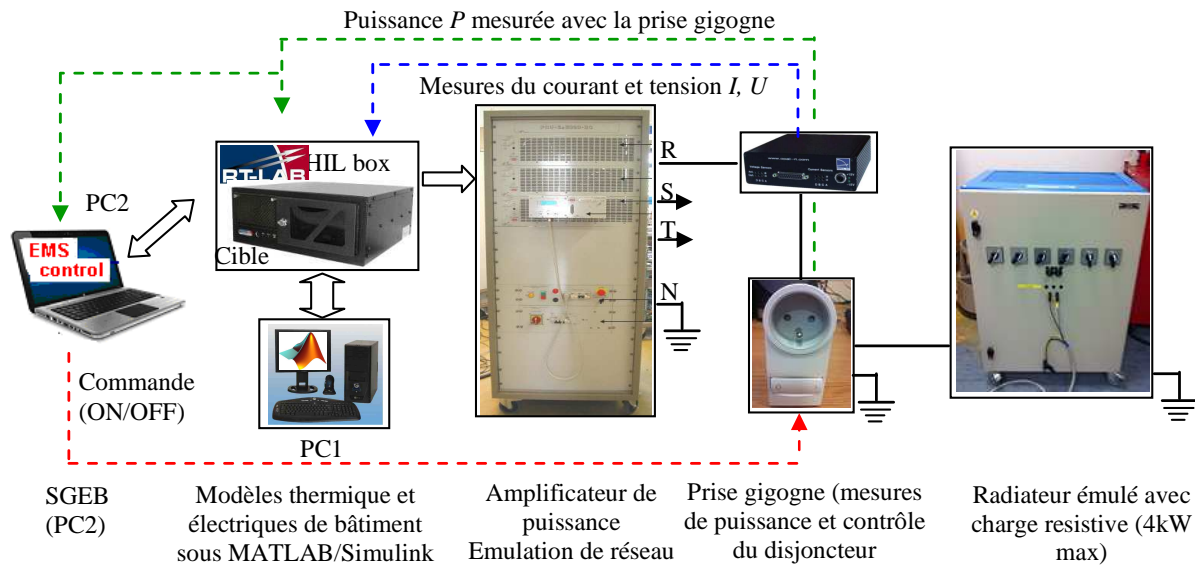 Puissance P mesurée avec la prise gigogne
Mesures du courant et tension I, U
RT-LAB
HIL box
R
S
T
N
PC2
EMS
control
Cible
Commande
(ON/OFF)
PC1
SGEB
(PC2)
Modèles thermique et
électriques de bâtiment
sous MATLAB/Simulink
Amplificateur de
puissance
Emulation de réseau
Prise gigogne (mesures
de puissance et contrôle
du disjoncteur
Radiateur émulé avec
charge resistive (4kW
max)